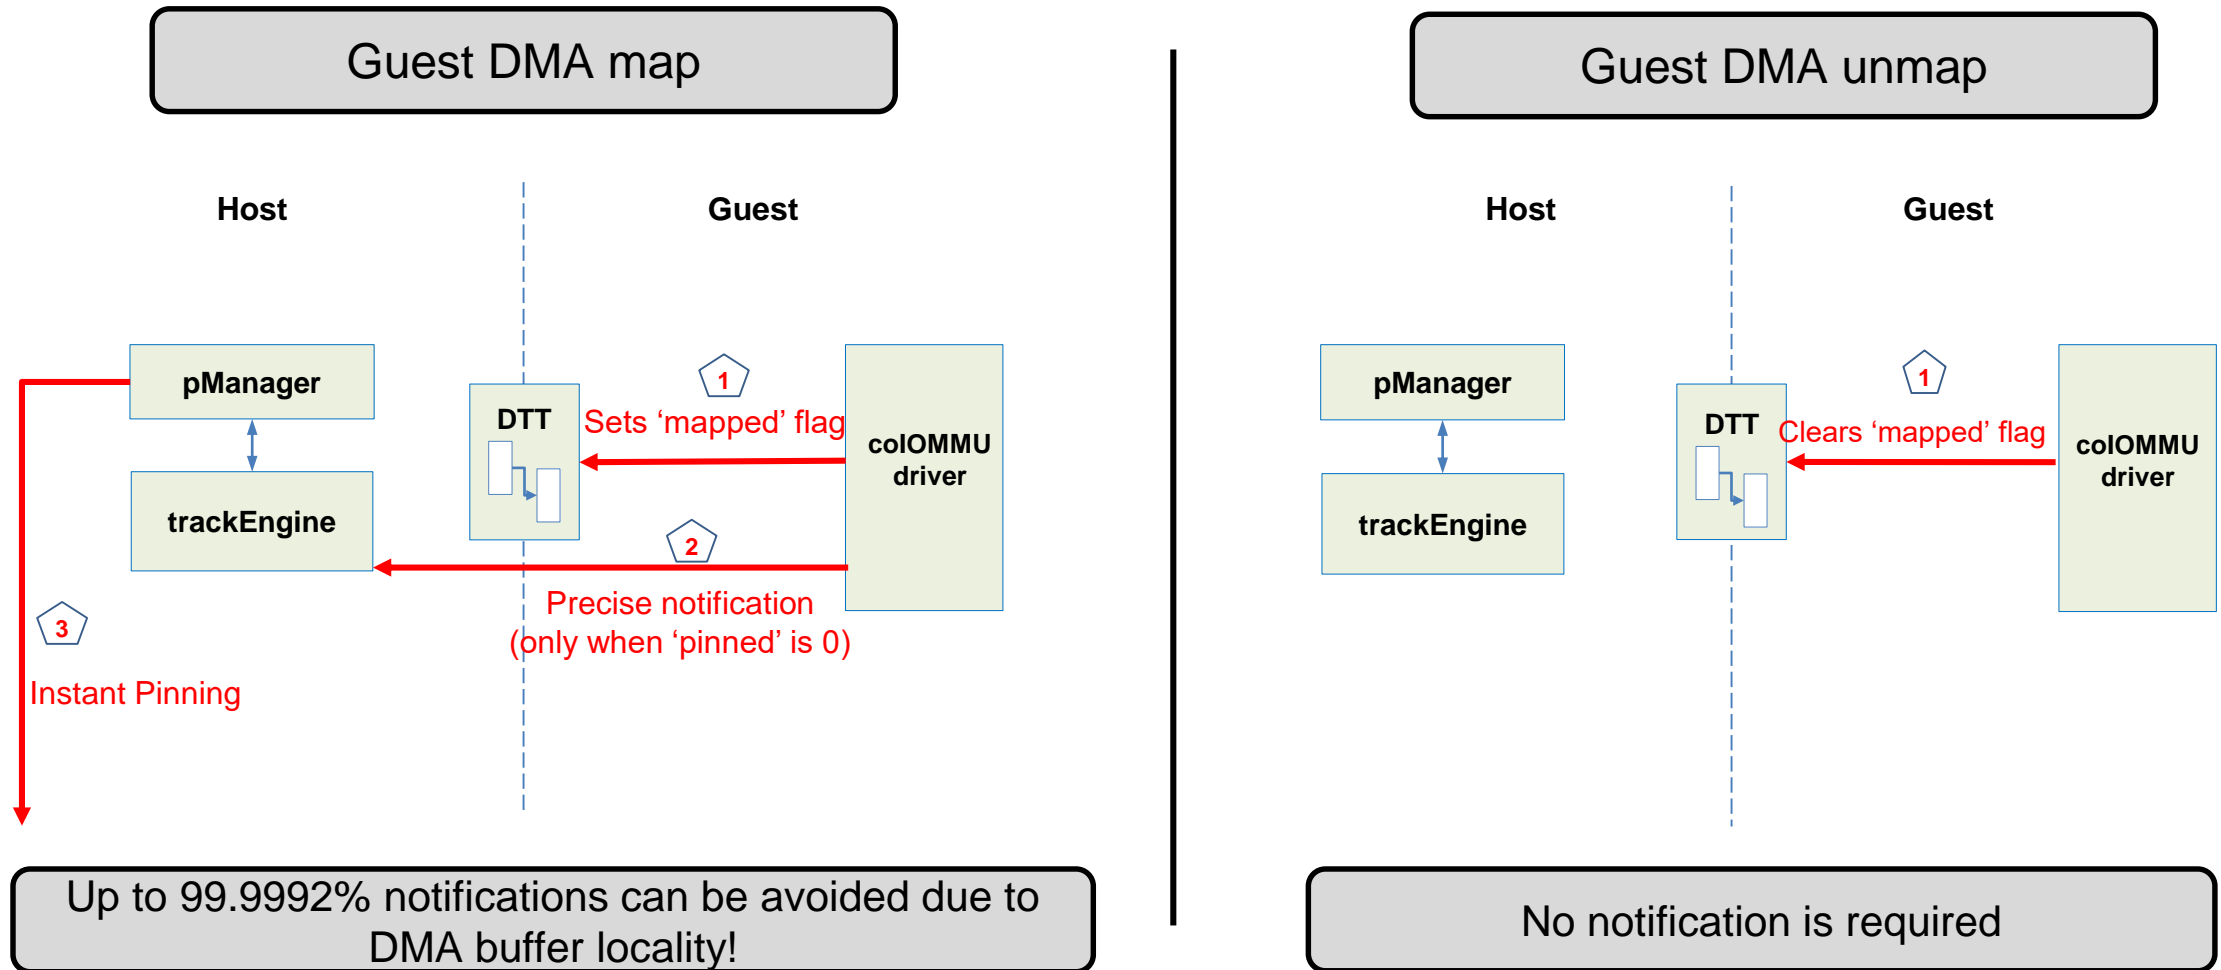 Guest DMA map
Host
Guest
pManager
trackEngine
DTT
1
Sets ‘mapped’ flag
coIOMMU
driver
2
Precise notification
(only when ‘pinned’ is 0)
3
Instant Pinning
Up to 99.9992% notifications can be avoided due to
DMA buffer locality!
Guest DMA unmap
Host
Guest
pManager
trackEngine
DTT
1
Clears ‘mapped’ flag
coIOMMU
driver
No notification is required